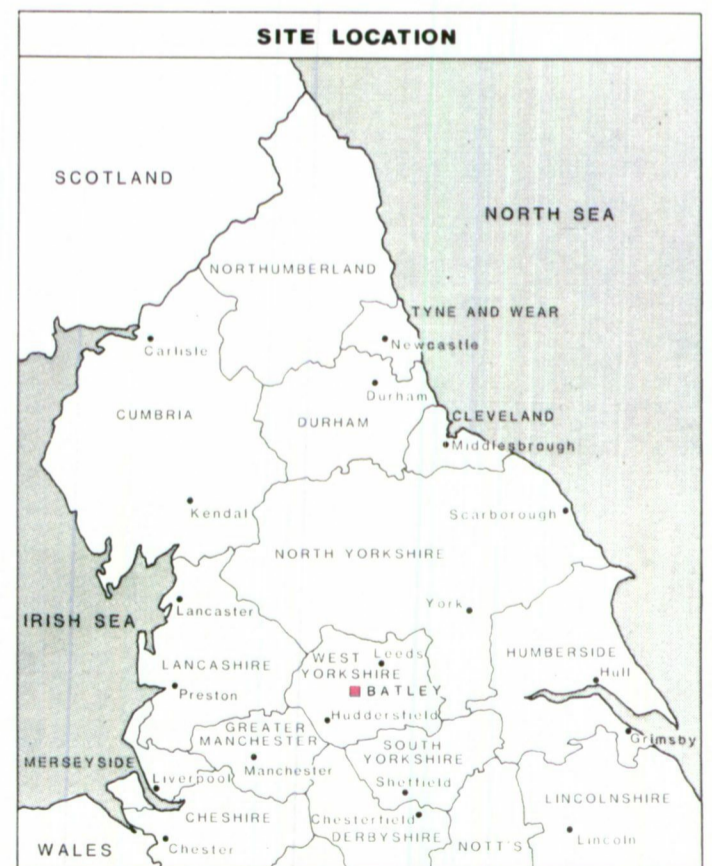 SITE LOCATION
SCOTLAND
NORTH SEA
NORTHUMBERLAND
TYNE AND WEAR
Carlisle
Newcastle
Durham
CUMBRIA
DURHAM
CLEVELAND
Middlesbrough
Kendal
Scarborough
NORTH YORKSHIRE
Lancaster
York
IRISH SEA
LANCASHIRE
WEST
YORKSHIRE
Leeds
HUMBERSIDE
Hull
Preston
BATLEY
Huddersfield
GREATER
MANCHESTER
SOUTH
YORKSHIRE
Grimsby
MERSEYSIDE
Liverpool
Manchester
Sheffield
LINCOLNSHIRE
CHESHIRE
Chesterfield
DERBYSHIRE
NOTT'S
Lincoln
WALES
Chester